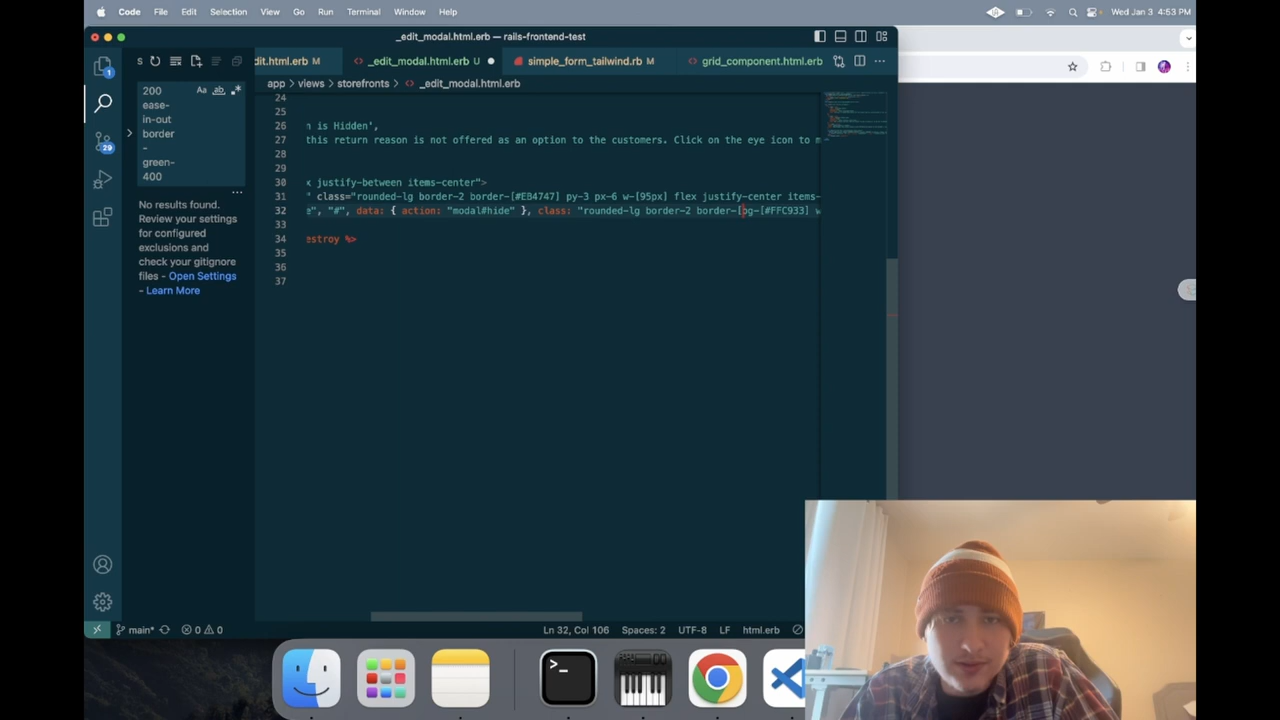 Code File Edit Selection View Go Run Terminal Window Help Wed Jan 3 4:53 PM
_edit_modal.html.erb — rails-frontend-test
dit.html.erb M _edit_modal.html.erb U simple_form_tailwind.rb M grid_component.html.erb
app > views > storefronts > _edit_modal.html.erb
1
29
S
200
ease-
in-out
border
-
green-
400
Aa ab
No results found.
Review your settings
for configured
exclusions and
check your gitignore
files - Open Settings
- Learn More
24
25
26 n is Hidden',
27 this return reason is not offered as an option to the customers. Click on the eye icon to m
28
29
30 x justify-between items-center">
31 " class="rounded-lg border-2 border-[#EB4747] py-3 px-6 w-[95px] flex justify-center items-
32 e", "#", data: { action: "modal#hide" }, class: "rounded-lg border-2 border-[bg-[#FFC933] w
33
34 estroy %>
35
36
37
main* 0 0 Ln 32, Col 106 Spaces: 2 UTF-8 LF html.erb
>_